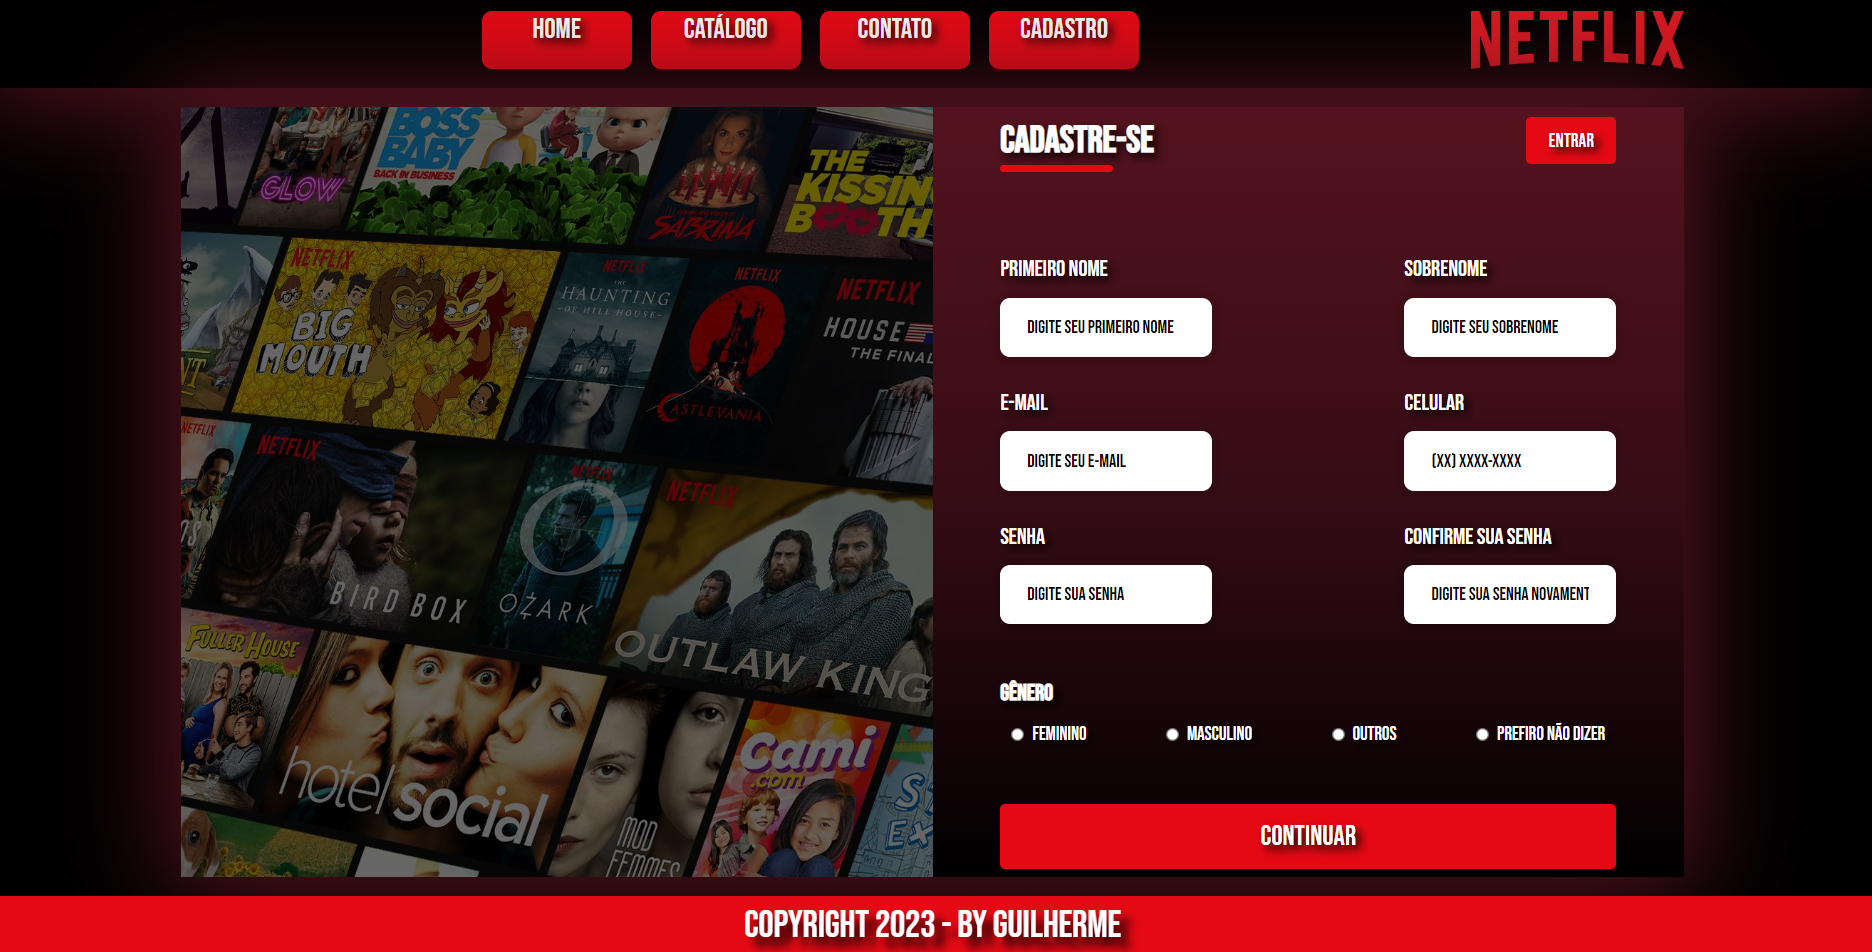 HOME CATÁLOGO CONTATO CADASTRO NETFLIX
GLOW
BOSS
BABY
BACK IN BUSINESS
SABRINA
THE
KISSING
BOOTH
NETFLIX
BIG
MOUTH
NETFLIX
THE
HAUNTING
OF HILL HOUSE
NETFLIX
CASTLEVANIA
NETFLIX
HOUSE
THE FINAL
NT
NETFLIX
OS
NETFLIX
BIRD BOX
NETFLIX
OZARK
NETFLIX
OUTLAW KING
FULLER HOUSE
hotel social
MOD
FEMMES
Cami
.com
S
EX
CADASTRE-SE
ENTRAR
PRIMEIRO NOME SOBRENOME
DIGITE SEU PRIMEIRO NOME DIGITE SEU SOBRENOME
E-MAIL CELULAR
DIGITE SEU E-MAIL (XX) XXXX-XXXX
SENHA CONFIRME SUA SENHA
DIGITE SUA SENHA DIGITE SUA SENHA NOVAMENT
GÊNERO
FEMININO MASCULINO OUTROS PREFIRO NÃO DIZER
CONTINUAR
COPYRIGHT 2023 - BY GUILHERME